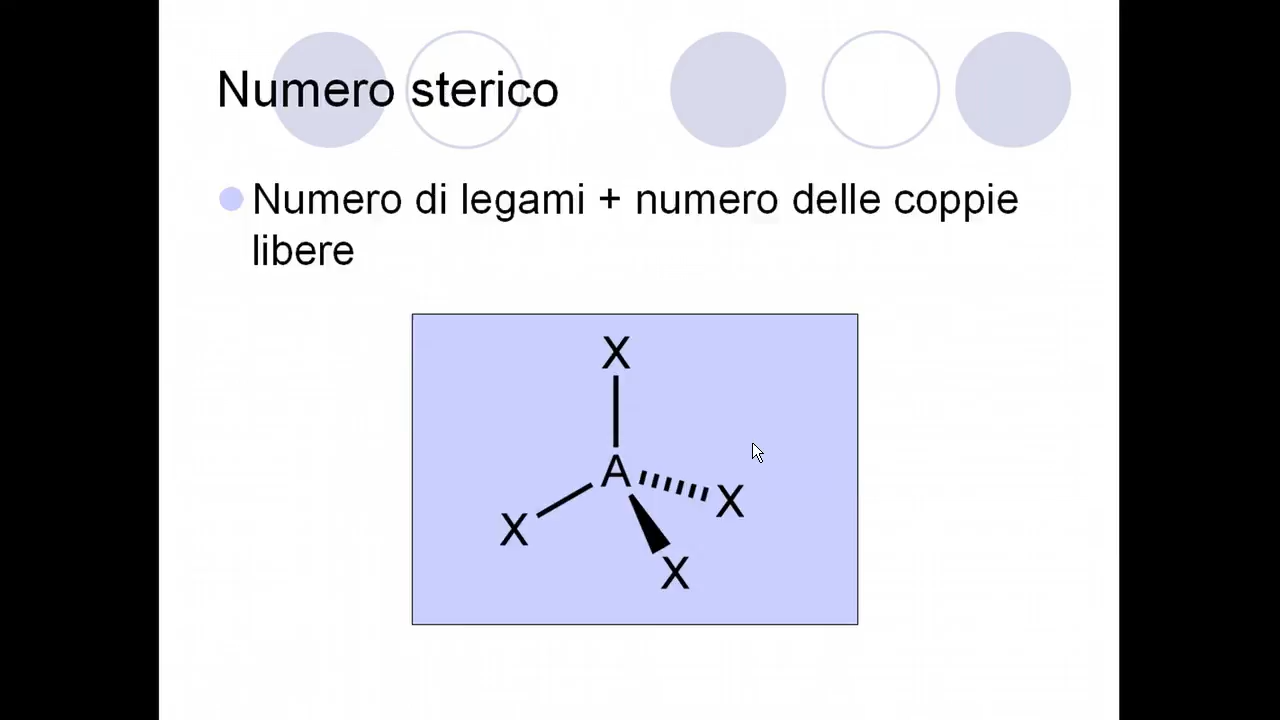 Numero sterico
Numero di legami + numero delle coppie
libere
X
A
X
X
X